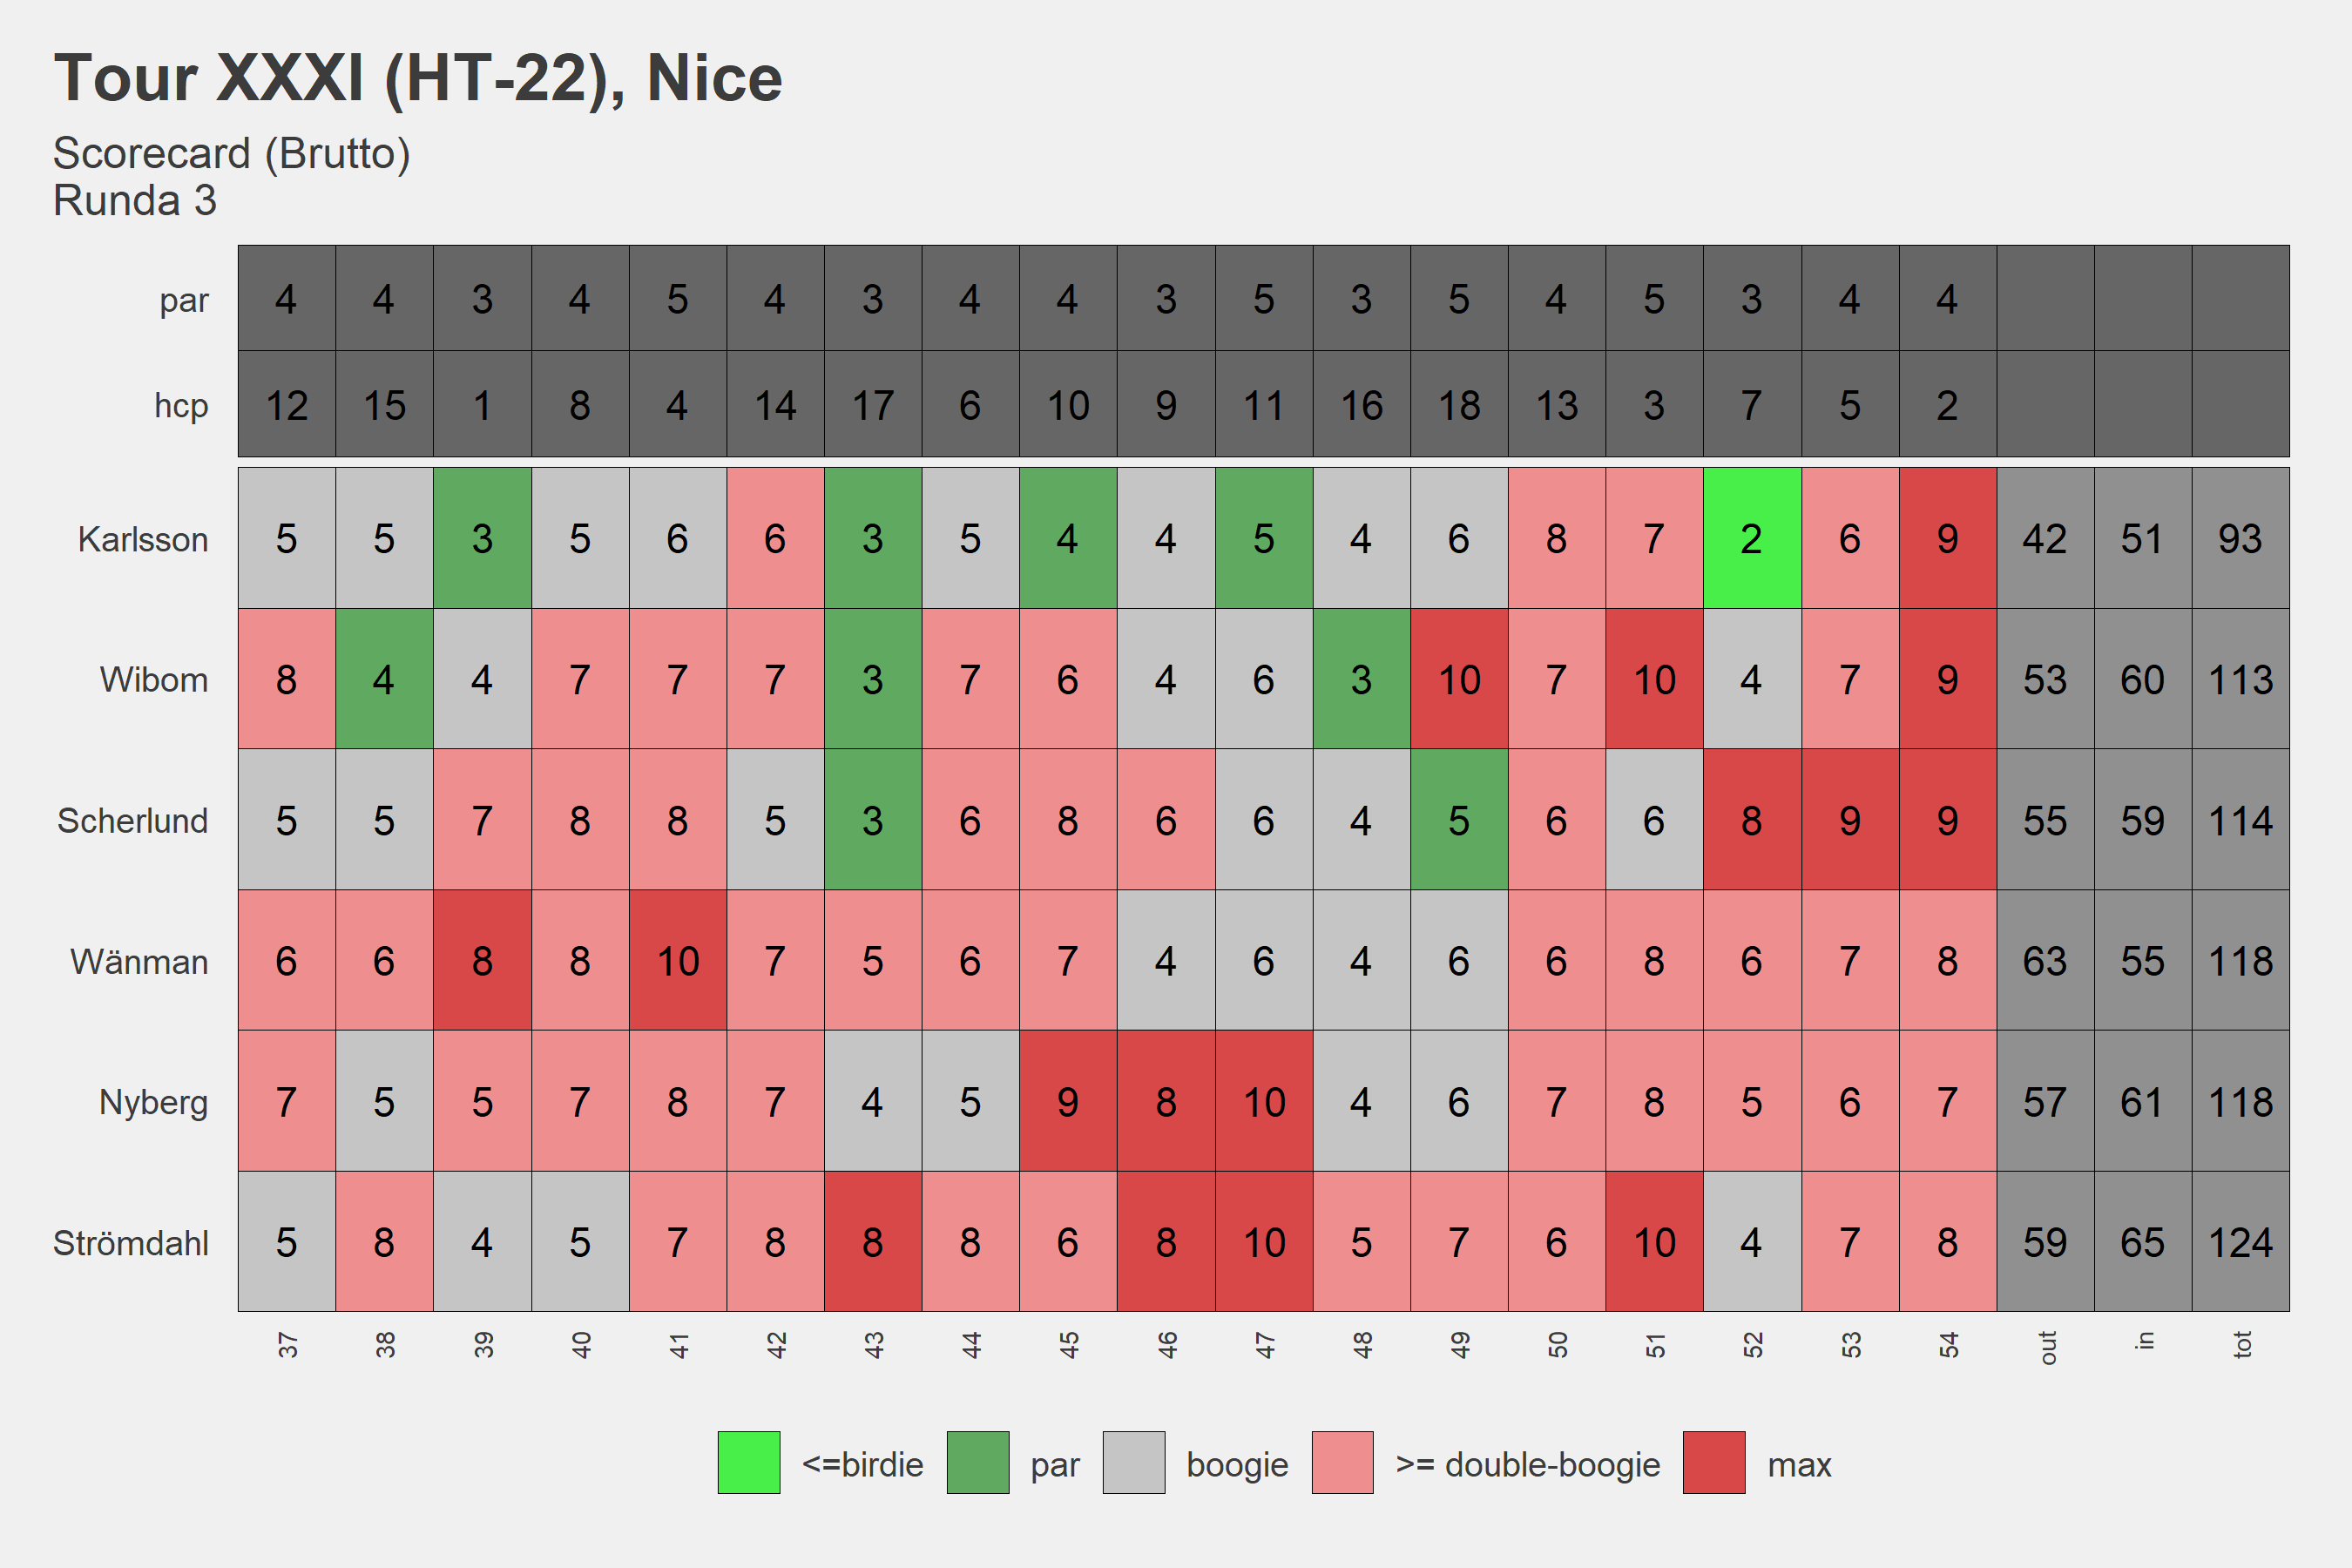 Tour XXXI (HT-22), Nice
Scorecard (Brutto)
Runda 3
par 4 4 3 4 5 4 3 4 4 3 5 3 5 4 5 3 4 4
hcp 12 15 1 8 4 14 17 6 10 9 11 16 18 13 3 7 5 2
Karlsson 5 5 3 5 6 6 3 5 4 4 5 4 6 8 7 2 6 9 42 51 93
Wibom 8 4 4 7 7 7 3 7 6 4 6 3 10 7 10 4 7 9 53 60 113
Scherlund 5 5 7 8 8 5 3 6 8 6 6 4 5 6 6 8 9 9 55 59 114
Wänman 6 6 8 8 10 7 5 6 7 4 6 4 6 6 8 6 7 8 63 55 118
Nyberg 7 5 5 7 8 7 4 5 9 8 10 4 6 7 8 5 6 7 57 61 118
Strömdahl 5 8 4 5 7 8 8 8 6 8 10 5 7 6 10 4 7 8 59 65 124
37 38 39 40 41 42 43 44 45 46 47 48 49 50 51 52 53 54 out in tot
<=birdie par boogie >= double-boogie max